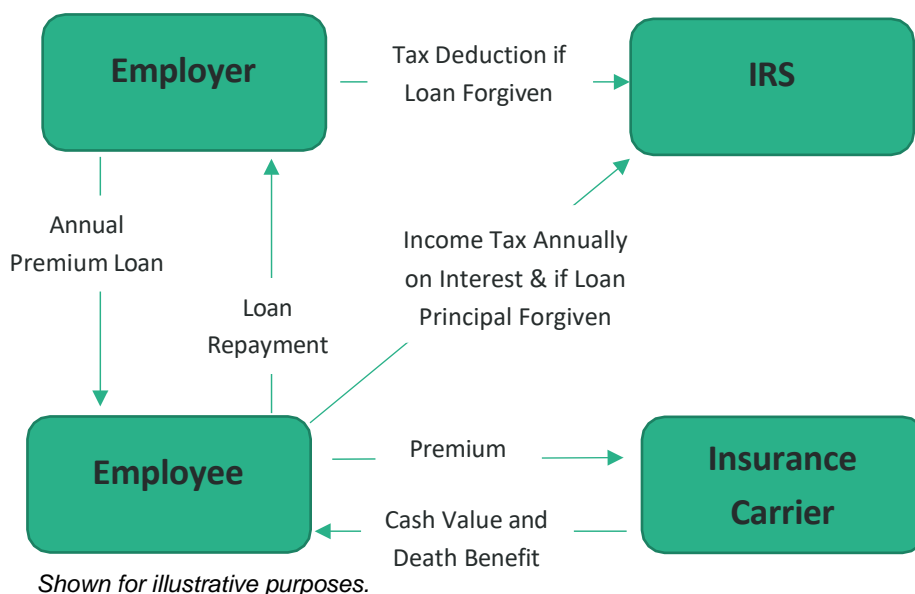 Employer
Tax Deduction if
Loan Forgiven
IRS
Annual
Premium Loan
Loan
Repayment
Income Tax Annually
on Interest & if Loan
Principal Forgiven
Employee
Premium
Insurance
Carrier
Cash Value and
Death Benefit
Shown for illustrative purposes.